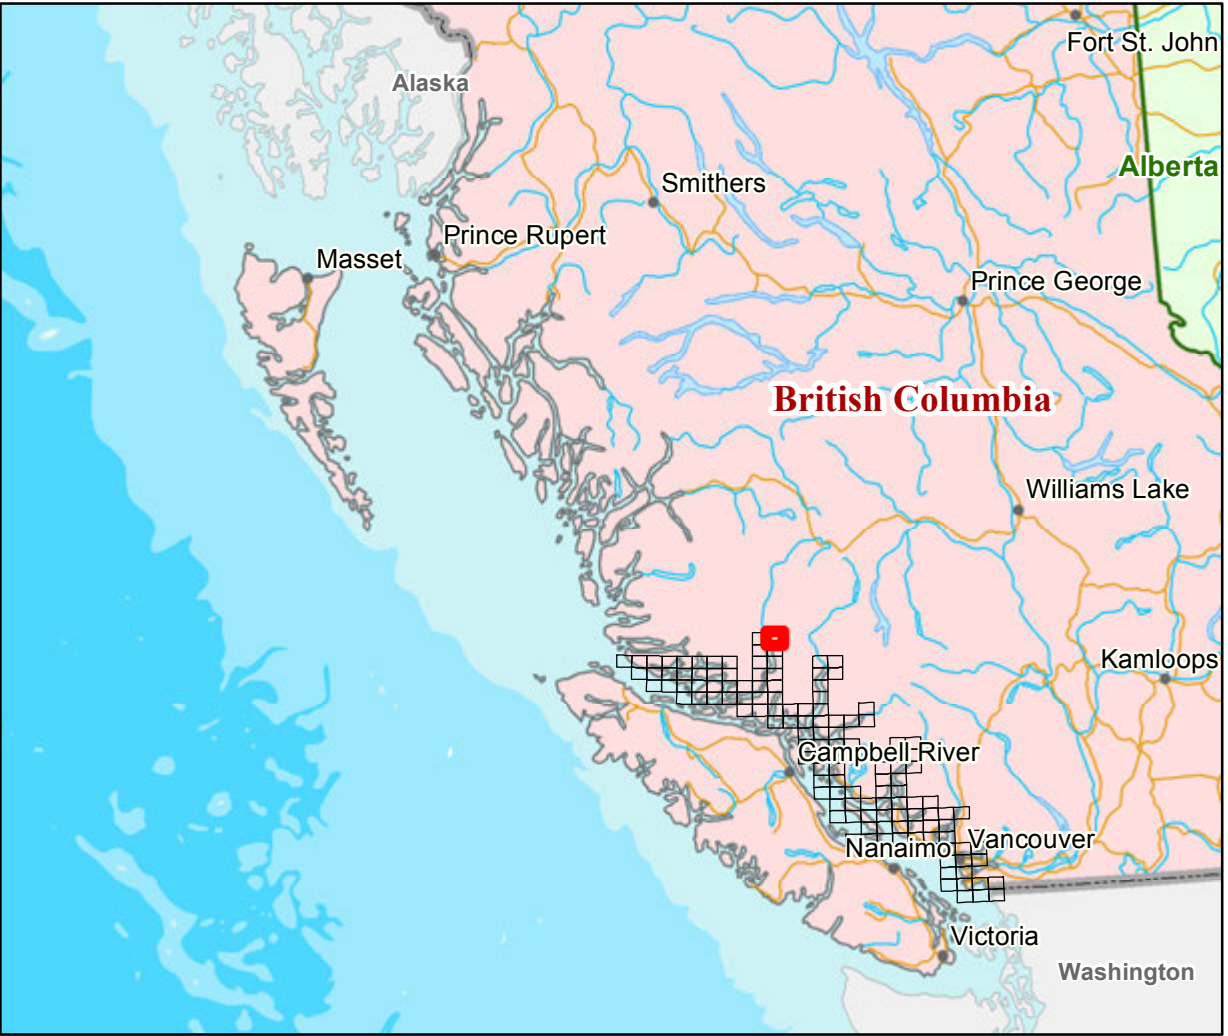 Fort St. John
Alaska
Alberta
Smithers
Prince Rupert
Masset
Prince George
British Columbia
Williams Lake
Kamloops
Campbell River
Vancouver
Nanaimo
Victoria
Washington